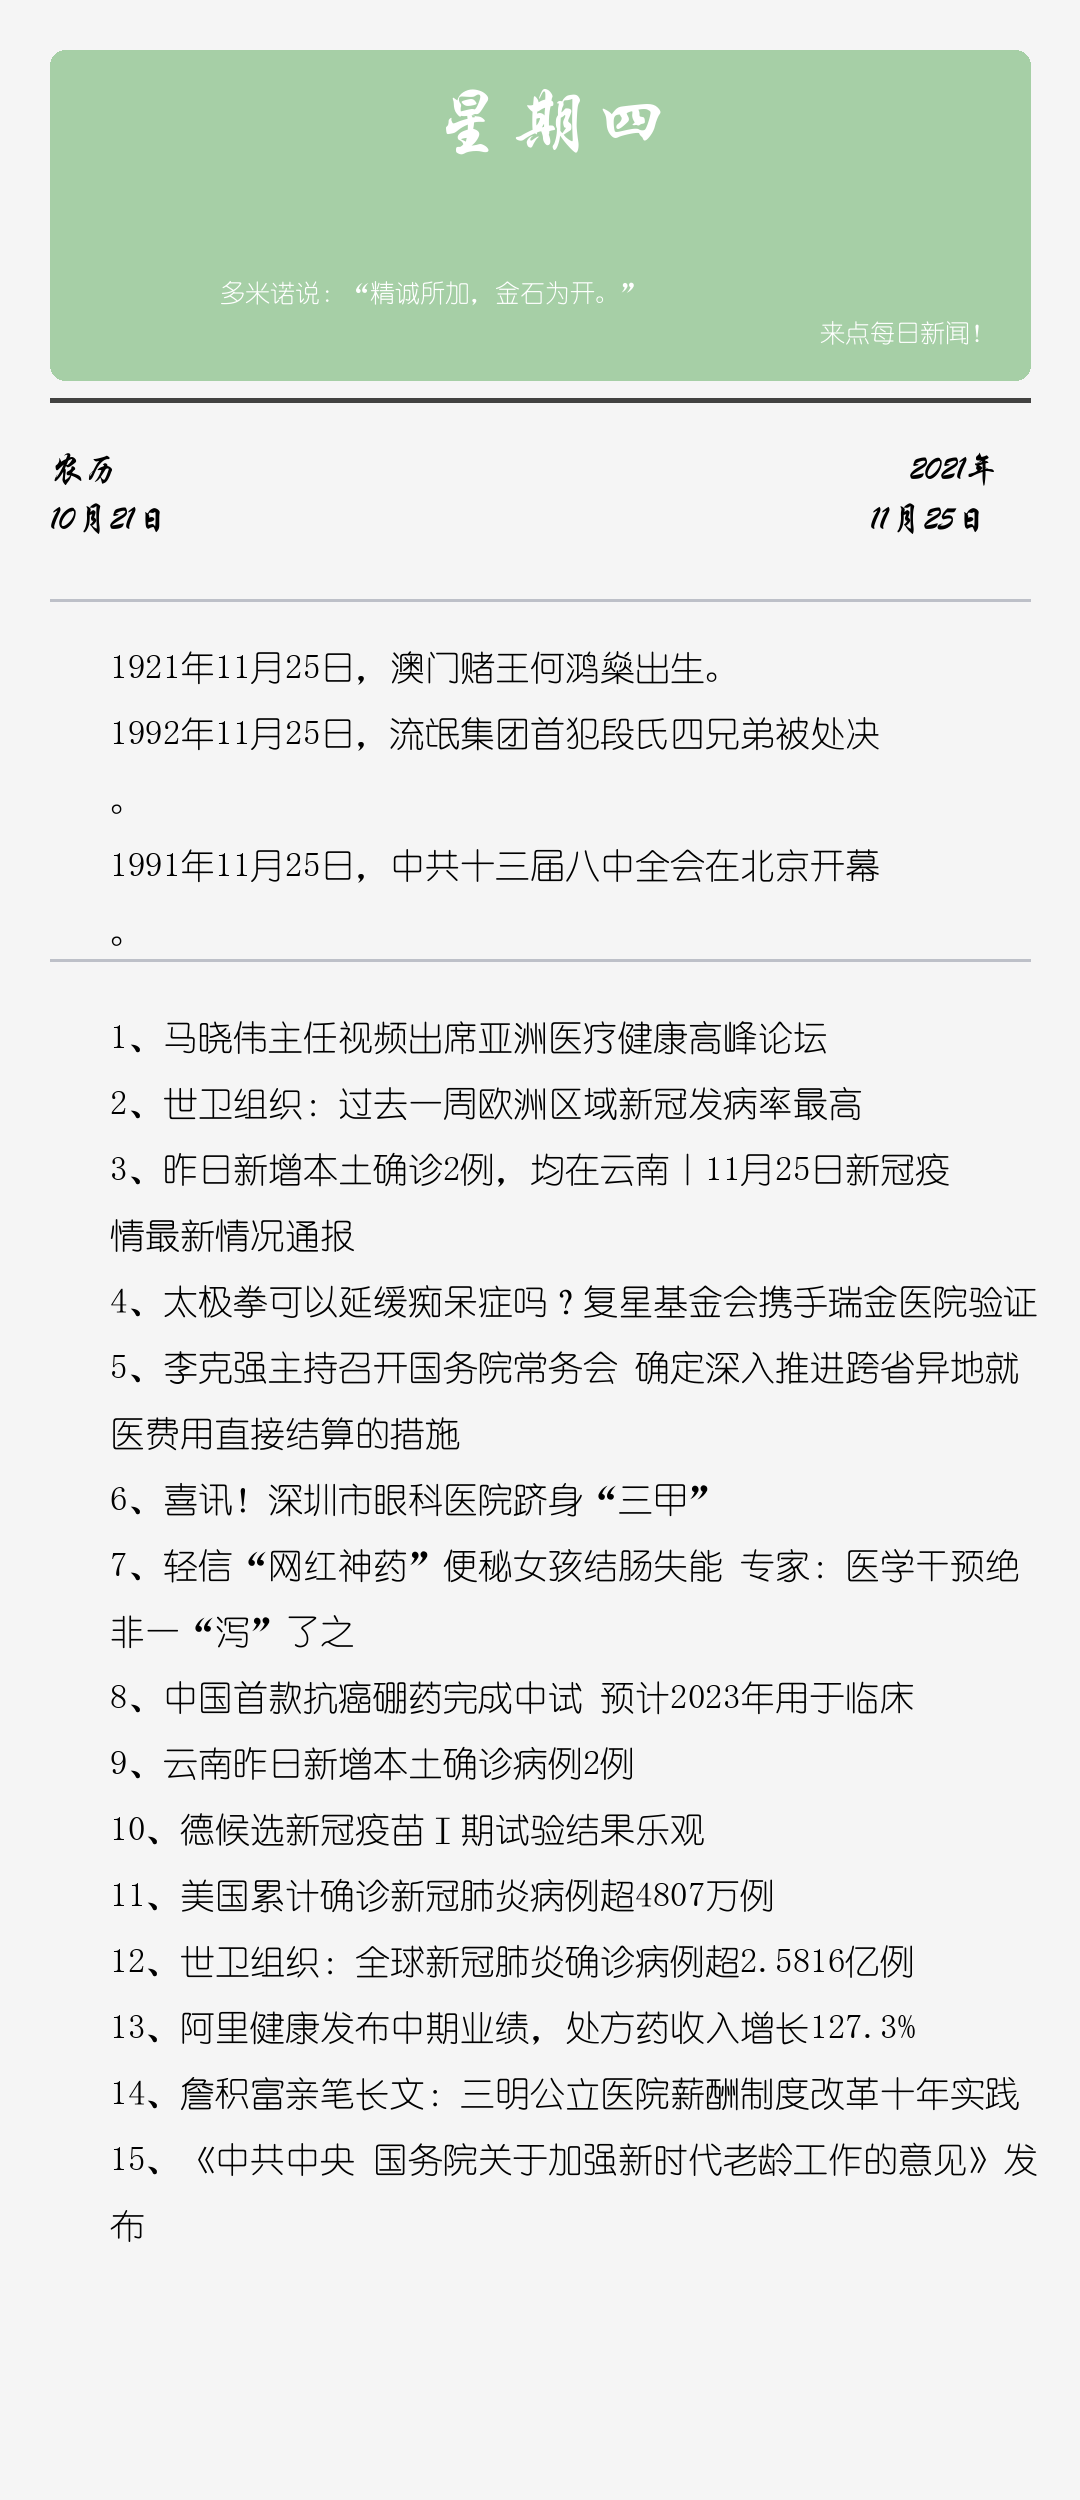 星期四
多米诺说：“精诚所加，金石为开。”
来点每日新闻！
农历
2021年
10月21日
11月25日
1921年11月25日，澳门赌王何鸿燊出生。
1992年11月25日，流氓集团首犯段氏四兄弟被处决
。
1991年11月25日，中共十三届八中全会在北京开幕
。
1、马晓伟主任视频出席亚洲医疗健康高峰论坛
2、世卫组织：过去一周欧洲区域新冠发病率最高
3、昨日新增本土确诊2例，均在云南丨11月25日新冠疫
情最新情况通报
4、太极拳可以延缓痴呆症吗？复星基金会携手瑞金医院验证
5、李克强主持召开国务院常务会 确定深入推进跨省异地就
医费用直接结算的措施
6、喜讯！深圳市眼科医院跻身“三甲”
7、轻信“网红神药”便秘女孩结肠失能 专家：医学干预绝
非一“泻”了之
8、中国首款抗癌硼药完成中试 预计2023年用于临床
9、云南昨日新增本土确诊病例2例
10、德候选新冠疫苗Ⅰ期试验结果乐观
11、美国累计确诊新冠肺炎病例超4807万例
12、世卫组织：全球新冠肺炎确诊病例超2.5816亿例
13、阿里健康发布中期业绩，处方药收入增长127.3%
14、詹积富亲笔长文：三明公立医院薪酬制度改革十年实践
15、《中共中央 国务院关于加强新时代老龄工作的意见》发
布